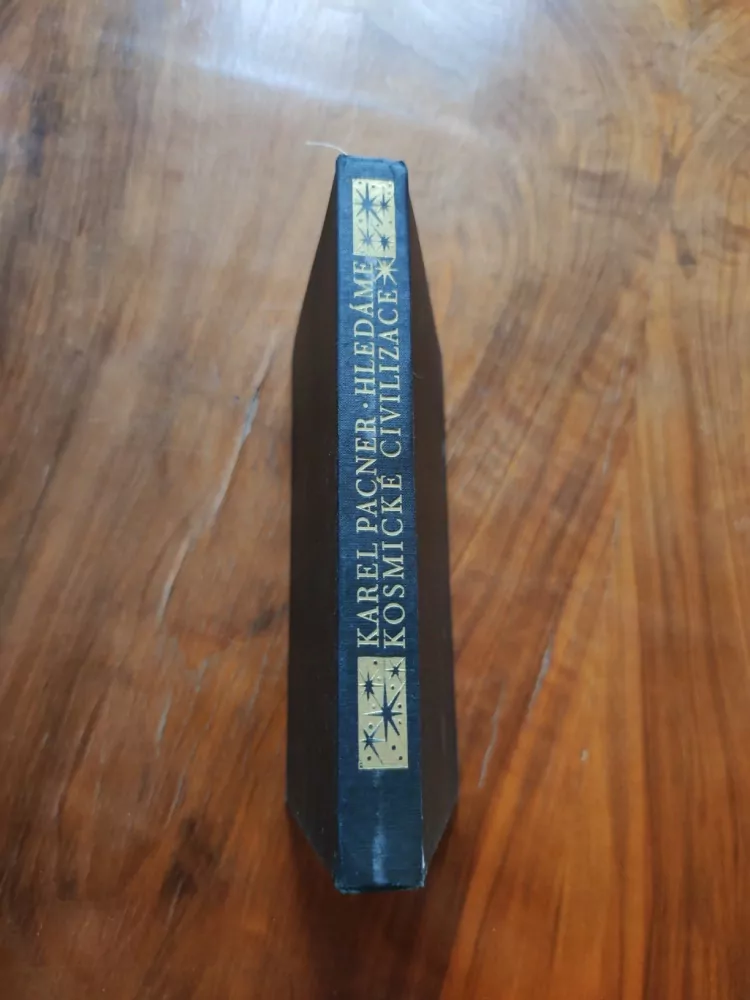 KAREL PACNER · HLEDÁME
KOSMICKÉ CIVILIZACE